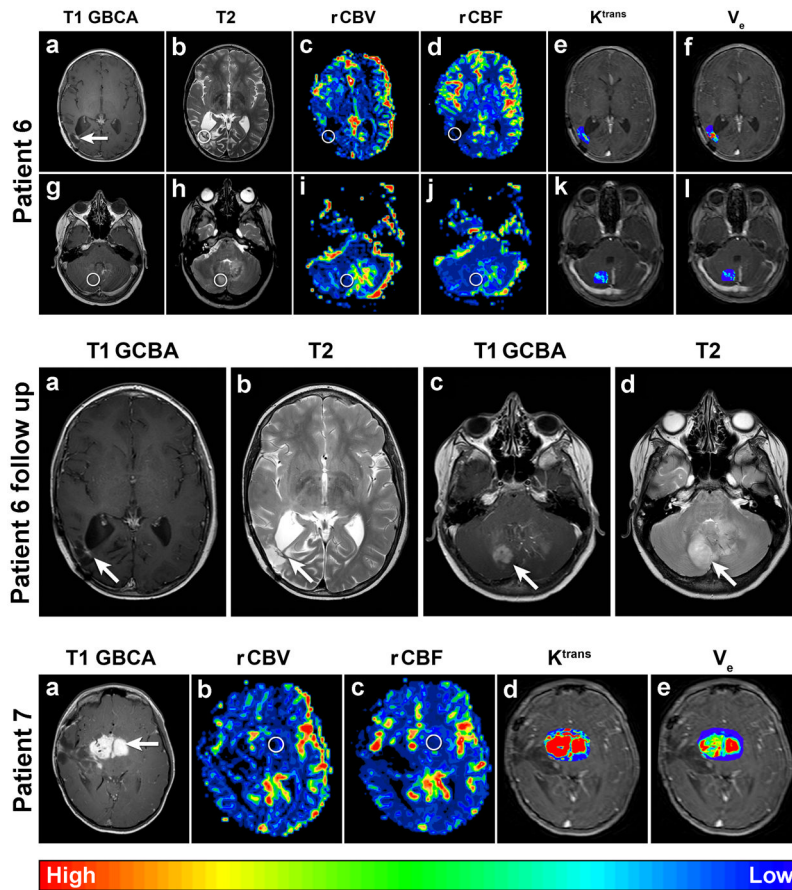 T1 GBCA T2 rCBV rCBF Ktrans Ve
Patient 6
a b c d e f
g h i j k l
T1 GCBA T2 T1 GCBA T2
Patient 6 follow up
a b c d
T1 GBCA rCBV rCBF Ktrans Ve
Patient 7
a b c d e
High Low